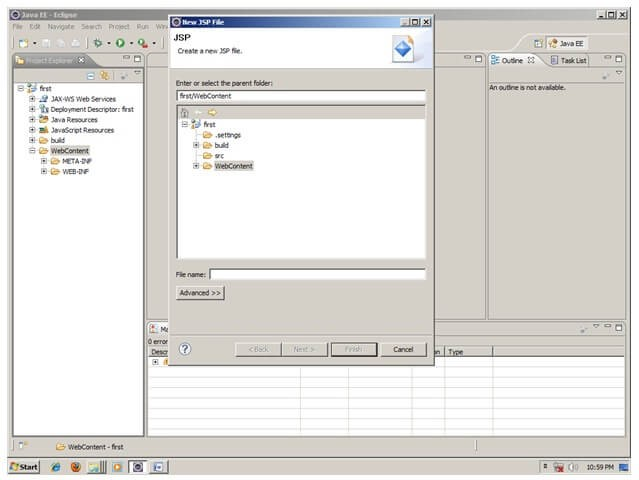 Java EE - Eclipse
File Edit Navigate Search Project Run
Java EE
Project Explorer
first
JAX-WS Web Services
Deployment Descriptor: first
Java Resources
JavaScript Resources
build
WebContent
META-INF
WEB-INF
New JSP File
JSP
Create a new JSP file.
Enter or select the parent folder:
first/WebContent
first
.settings
build
src
WebContent
File name:
Advanced >>
< Back Next > Finish Cancel
Outline Task List
An outline is not available.
Ma
0 error
Descr on Type
WebContent - first
Start 10:59 PM